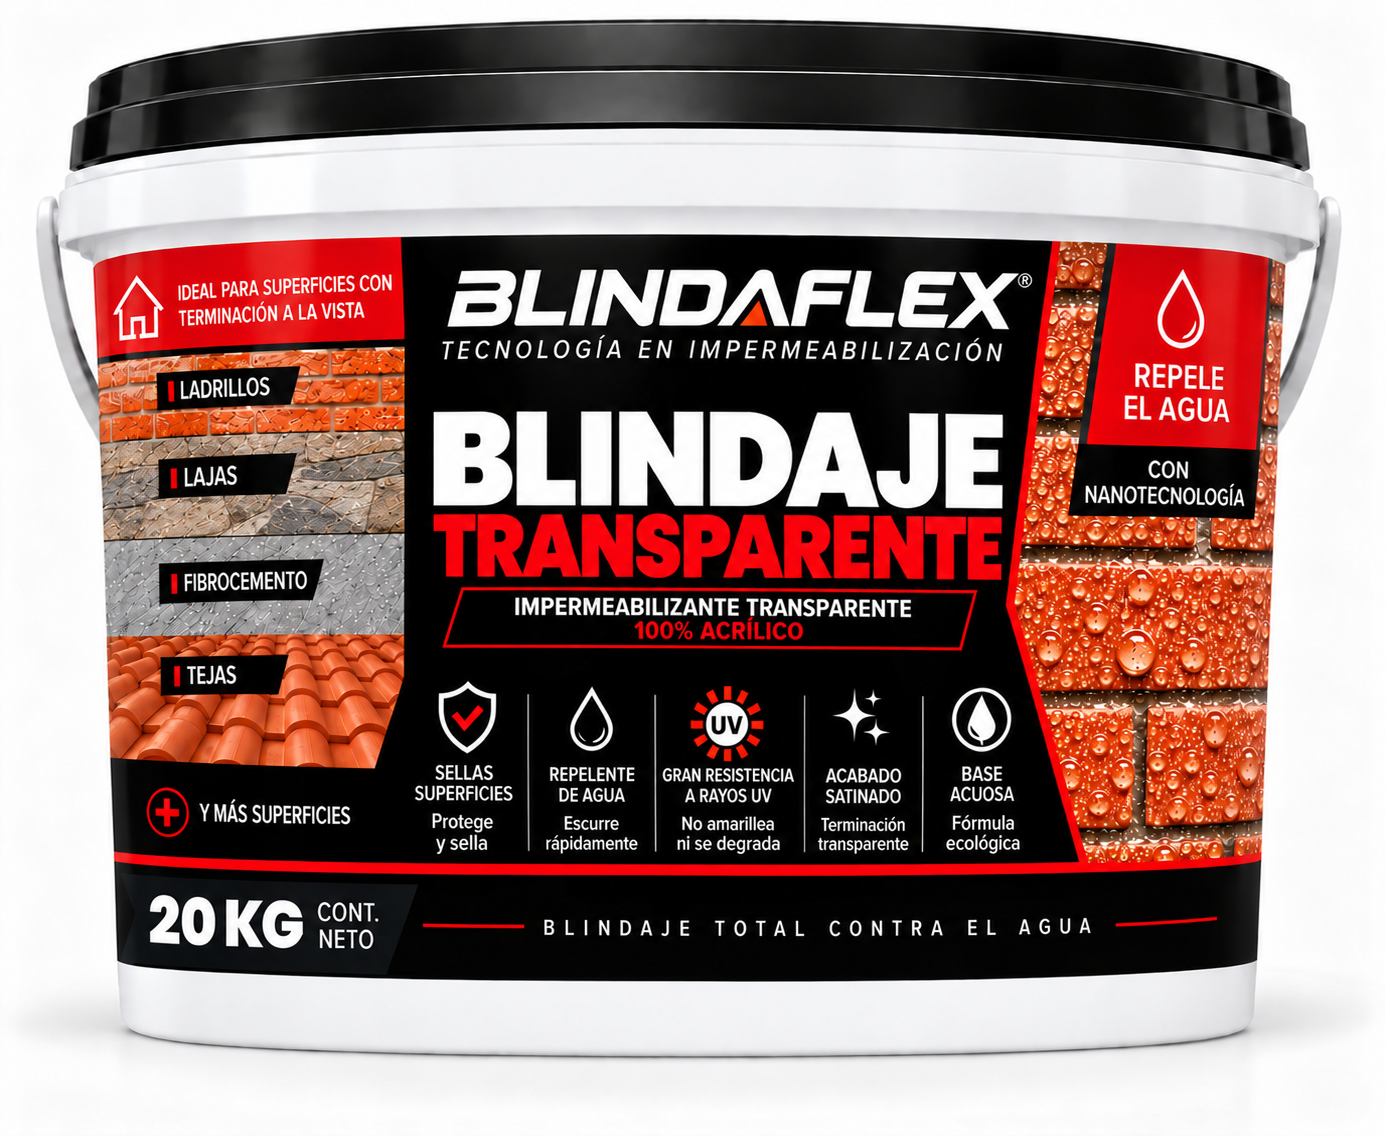 IDEAL PARA SUPERFICIES CON
TERMINACIÓN A LA VISTA
LADRILLOS
LAJAS
FIBROCEMENTO
TEJAS
Y MÁS SUPERFICIES
BLINDAFLEX®
TECNOLOGÍA EN IMPERMEABILIZACIÓN
BLINDAJE
TRANSPARENTE
IMPERMEABILIZANTE TRANSPARENTE
100% ACRÍLICO
SELLAS
SUPERFICIES
Protege
y sella
REPELENTE
DE AGUA
Escurre
rápidamente
UV
GRAN RESISTENCIA
A RAYOS UV
No amarillea
ni se degrada
ACABADO
SATINADO
Terminación
transparente
BASE
ACUOSA
Fórmula
ecológica
REPELE
EL AGUA
CON
NANOTECNOLOGÍA
20 KG
CONT.
NETO
BLINDAJE TOTAL CONTRA EL AGUA